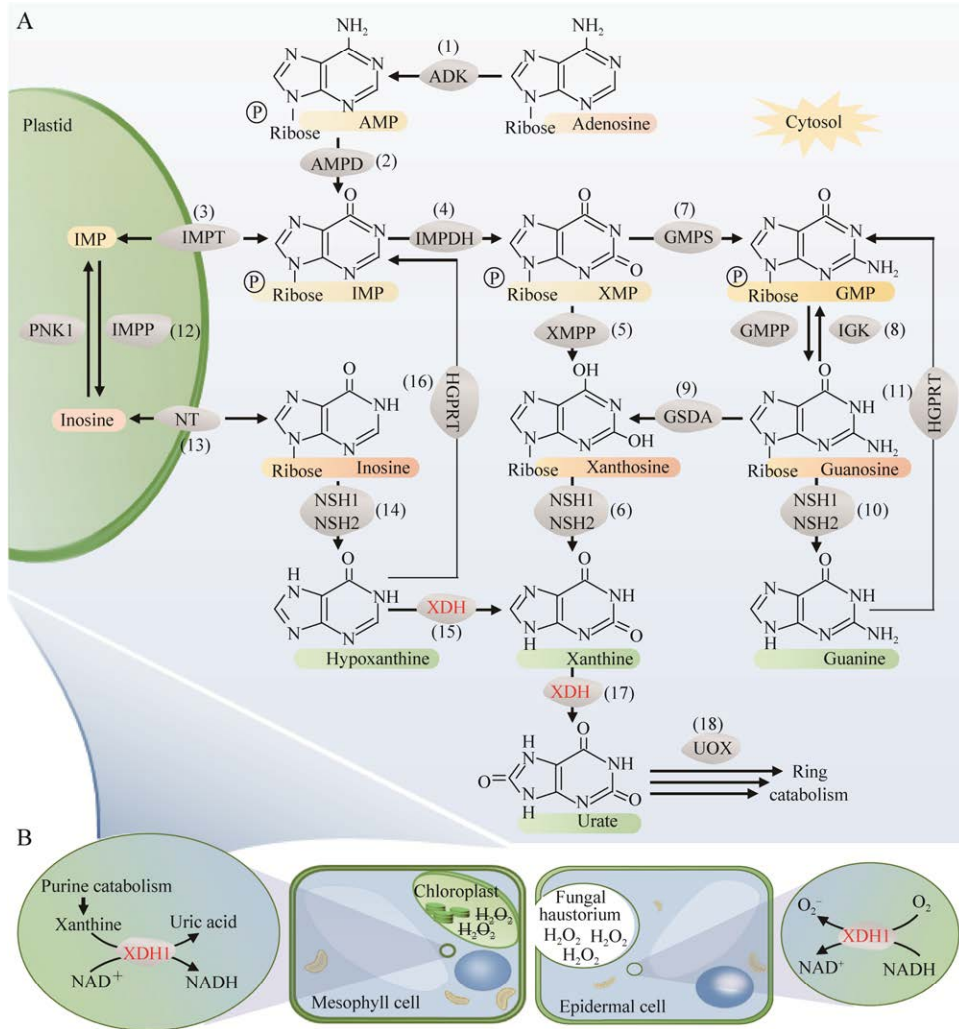 A
NH2
NH2
(1)
ADK
N
N
N
N
N
N
N
N
P
Ribose
AMP
Ribose
Adenosine
Plastid
Cytosol
AMPD
(2)
O
O
O
(3)
(4)
(7)
IMP
IMPT
N
N
N
N
IMPDH
N
N
N
N
O
GMPS
N
N
N
N
NH2
P
Ribose
IMP
P
Ribose
XMP
P
Ribose
GMP
PNK1
IMPP
(12)
XMPP
(5)
GMPP
IGK
(8)
(16)
HGPRT
(11)
HGPRT
O
OH
O
(9)
Inosine
NT
(13)
N
NH
N
N
N
N
N
N
OH
GSDA
N
NH
N
N
NH2
Ribose
Inosine
Ribose
Xanthosine
Ribose
Guanosine
NSH1
NSH2
(14)
NSH1
NSH2
(6)
NSH1
NSH2
(10)
O
O
O
H
N
NH
N
N
XDH
(15)
N
NH
N
H
N
O
N
NH
N
H
N
NH2
Hypoxanthine
Xanthine
Guanine
XDH
(17)
O
(18)
UOX
H
N
NH
O
N
H
N
O
Ring
catabolism
Urate
B
Purine catabolism
Xanthine
Uric acid
XDH1
NAD+
NADH
Chloroplast
H2O2
H2O2
Mesophyll cell
Fungal
haustorium
H2O2 H2O2
H2O2
Epidermal cell
O2−
O2
XDH1
NAD+
NADH